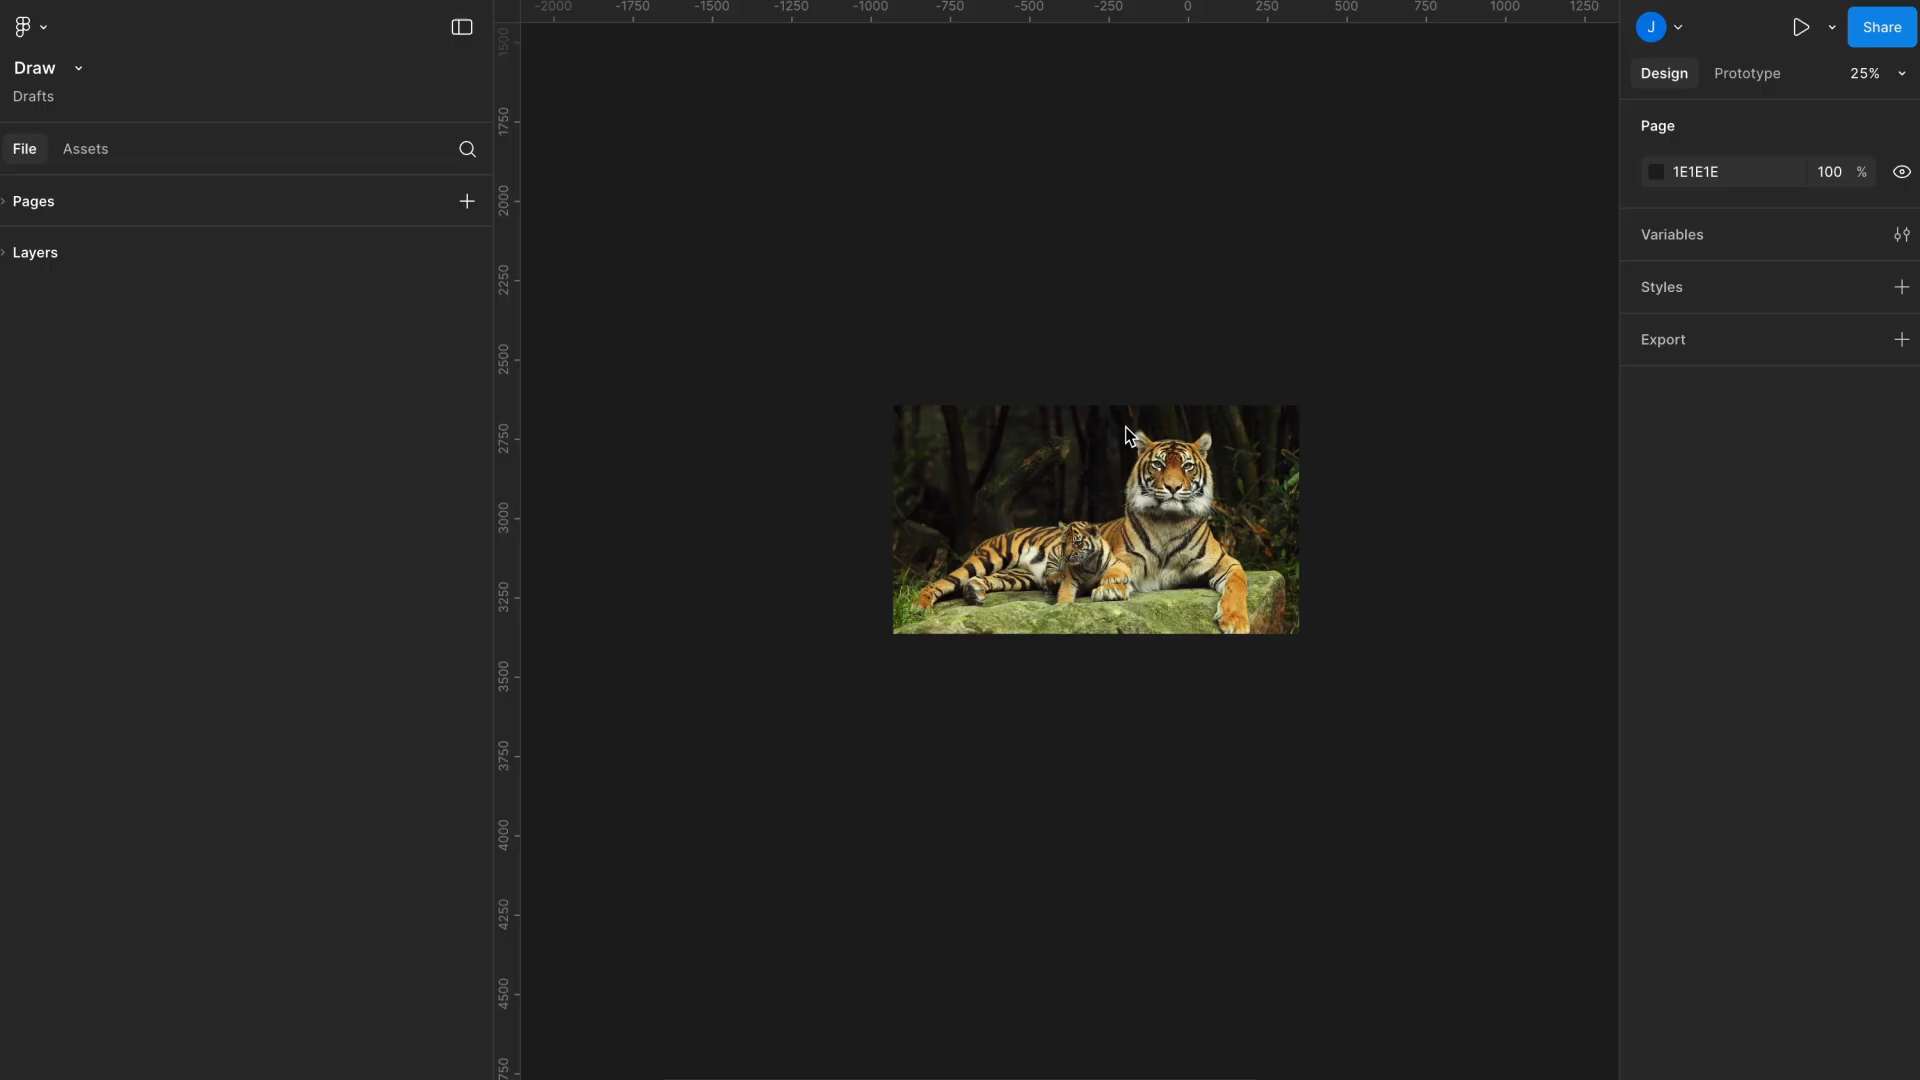 -2000 -1750 -1500 -1250 -1000 -750 -500 -250 0 250 500 750 1000 1250
J
Share
Draw
Drafts
Design Prototype 25%
File Assets
Page
1E1E1E 100 %
Pages
Variables
Layers
Styles
Export
1500
1750
2000
2250
2500
2750
3000
3250
3500
3750
4000
4250
4500
750